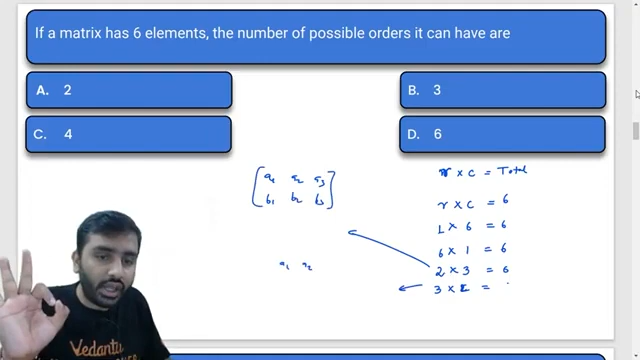 If a matrix has 6 elements, the number of possible orders it can have are
A. 2
B. 3
C. 4
D. 6
r × c = Total
a1 a2 a3
b1 b2 b3
r × c = 6
1 × 6 = 6
6 × 1 = 6
2 × 3 = 6
a1 a2
3 × 2 =
Vedantu